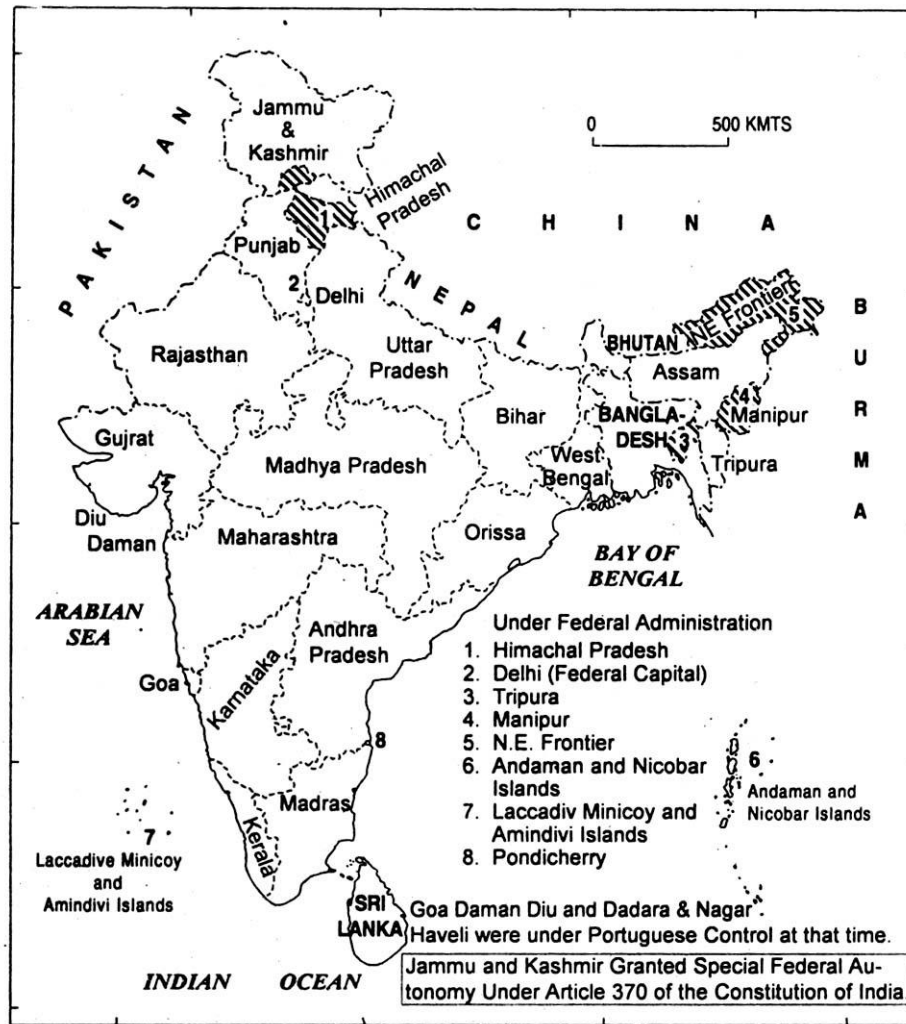 PAKISTAN
Jammu
&
Kashmir
0 500 KMTS
Himachal
Pradesh
CHINA
1
Punjab
2
Delhi
NEPAL
BHUTAN
N.E. Frontier
5
BURMA
Rajasthan
Uttar
Pradesh
Assam
Bihar
BANGLA-
DESH
3
4
Manipur
Gujrat
Madhya Pradesh
West
Bengal
Tripura
Diu
Daman
Maharashtra
Orissa
BAY OF
BENGAL
ARABIAN
SEA
Andhra
Pradesh
Goa
Karnataka
8
Madras
Kerala
7
Laccadive Minicoy
and
Amindivi Islands
SRI
LANKA
INDIAN OCEAN
Under Federal Administration
1. Himachal Pradesh
2. Delhi (Federal Capital)
3. Tripura
4. Manipur
5. N.E. Frontier
6. Andaman and Nicobar
Islands
7. Laccadiv Minicoy and
Amindivi Islands
8. Pondicherry
6
Andaman and
Nicobar Islands
Goa Daman Diu and Dadara & Nagar
Haveli were under Portuguese Control at that time.
Jammu and Kashmir Granted Special Federal Au-
tonomy Under Article 370 of the Constitution of India.